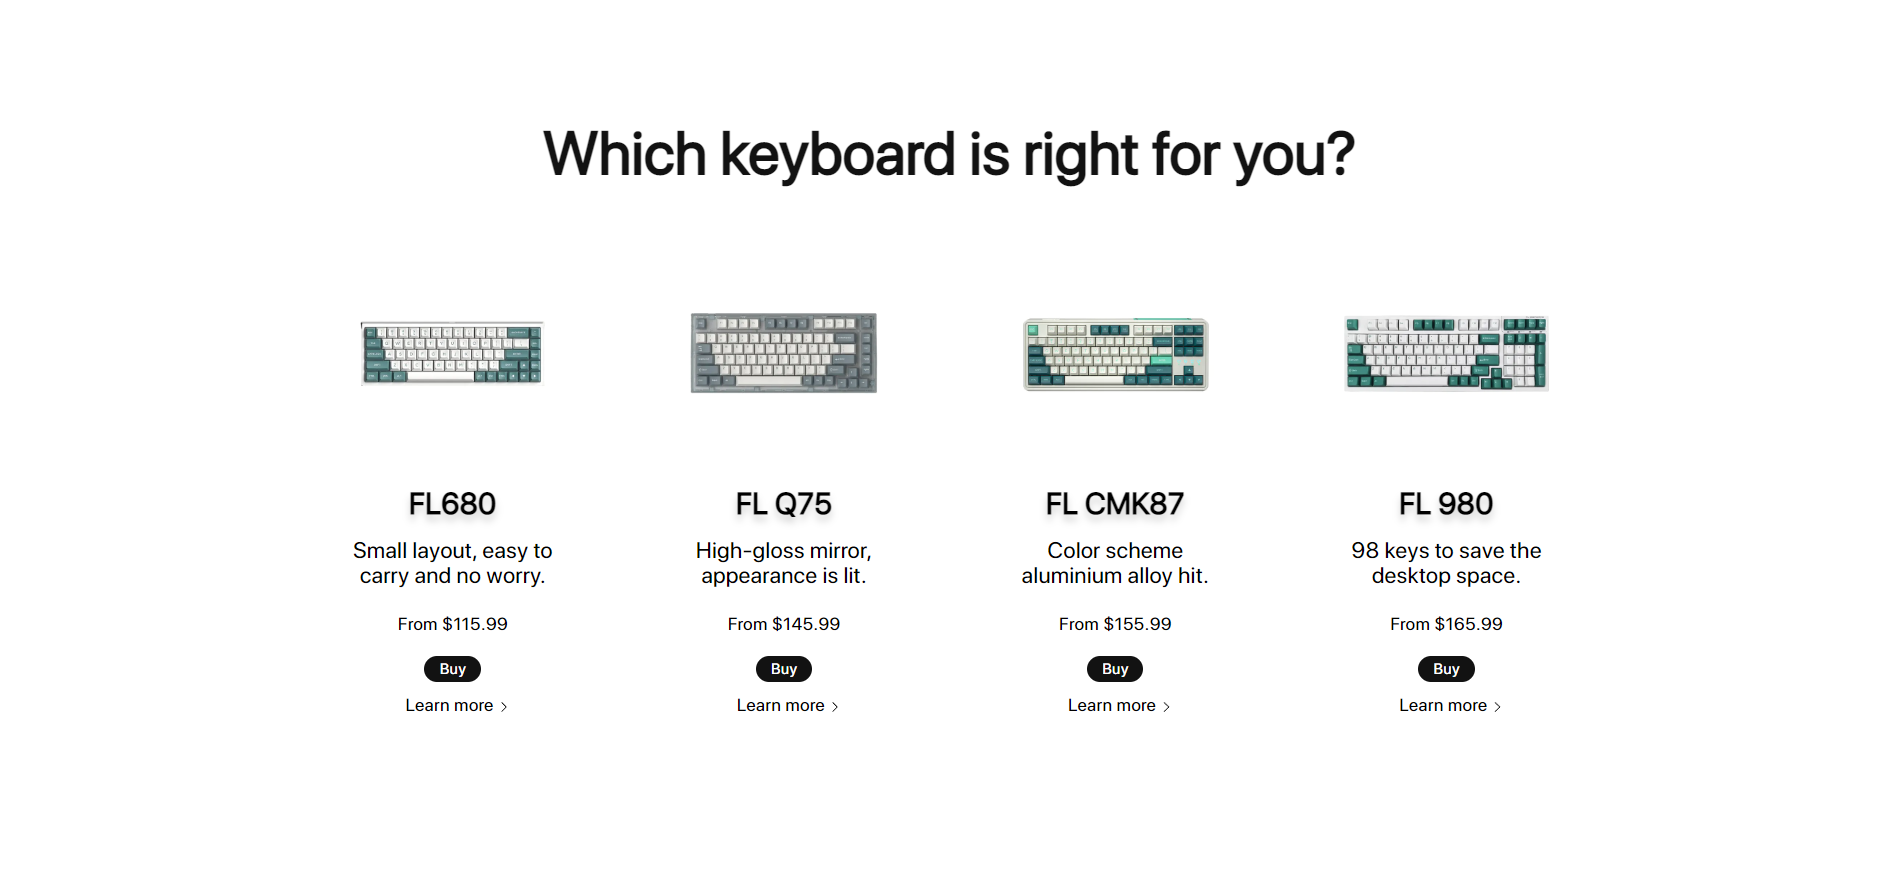 Which keyboard is right for you?
FL680
Small layout, easy to
carry and no worry.
From $115.99
Buy
Learn more >
FL Q75
High-gloss mirror,
appearance is lit.
From $145.99
Buy
Learn more >
FL CMK87
Color scheme
aluminium alloy hit.
From $155.99
Buy
Learn more >
FL 980
98 keys to save the
desktop space.
From $165.99
Buy
Learn more >